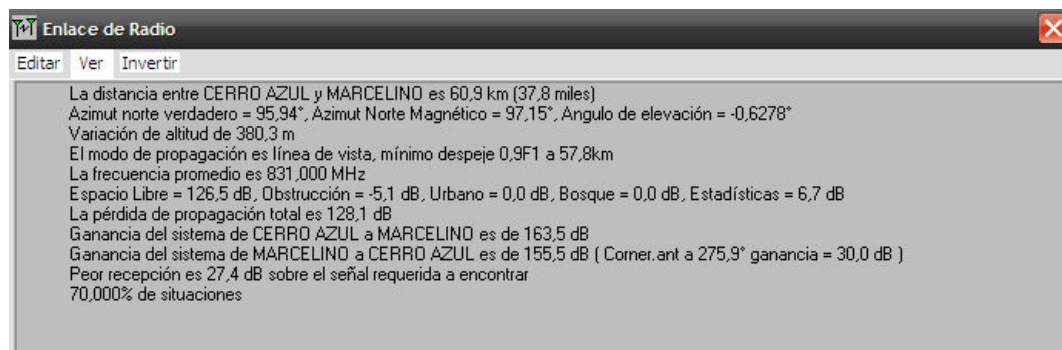 Enlace de Radio
Editar Ver Invertir
La distancia entre CERRO AZUL y MARCELINO es 60,9 km (37,8 miles)
Azimut norte verdadero = 95,94°, Azimut Norte Magnético = 97,15°, Angulo de elevación = -0,6278°
Variación de altitud de 380,3 m
El modo de propagación es línea de vista, mínimo despeje 0,9F1 a 57,8km
La frecuencia promedio es 831,000 MHz
Espacio Libre = 126,5 dB, Obstrucción = -5,1 dB, Urbano = 0,0 dB, Bosque = 0,0 dB, Estadísticas = 6,7 dB
La pérdida de propagación total es 128,1 dB
Ganancia del sistema de CERRO AZUL a MARCELINO es de 163,5 dB
Ganancia del sistema de MARCELINO a CERRO AZUL es de 155,5 dB ( Corner.ant a 275,9° ganancia = 30,0 dB )
Peor recepción es 27,4 dB sobre el señal requerida a encontrar
70,000% de situaciones